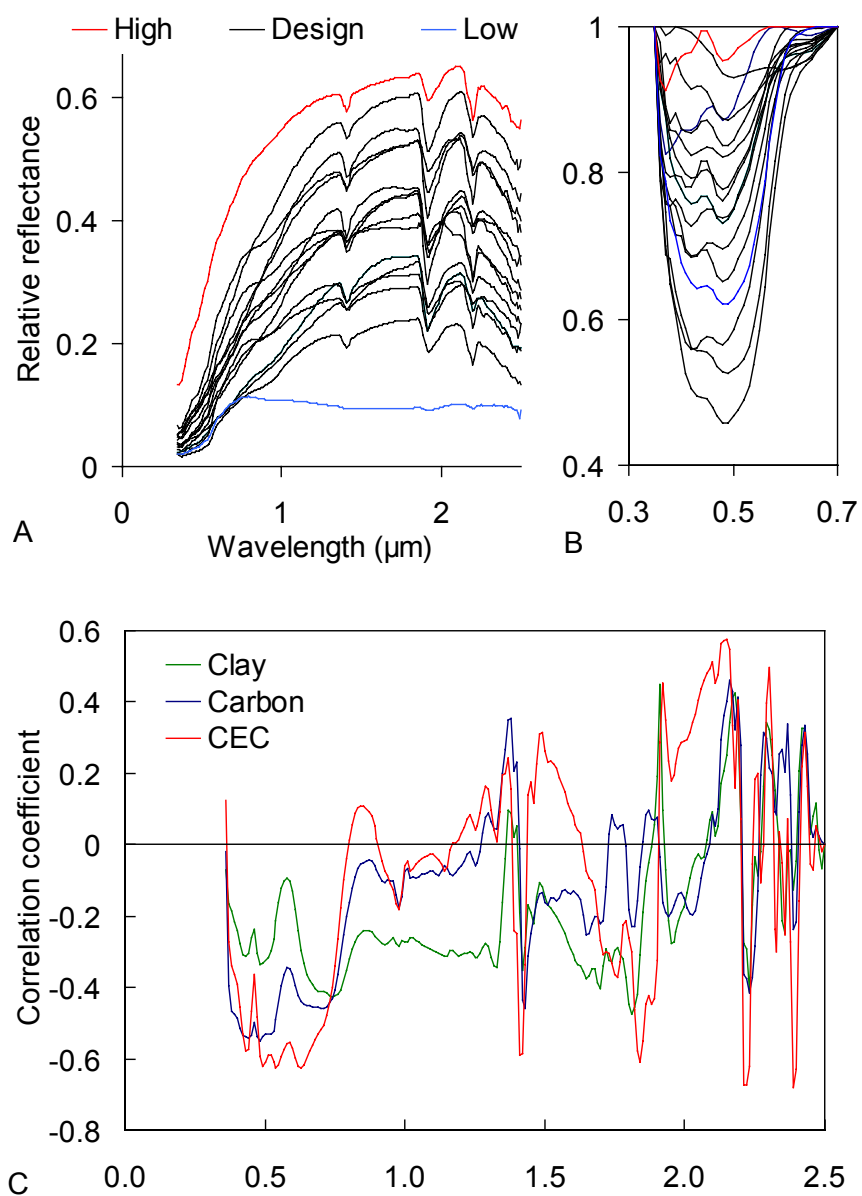 High Design Low
Relative reflectance
0.6
0.4
0.2
0
0 1 2
Wavelength (µm)
A
1
0.8
0.6
0.4
0.3 0.5 0.7
B
Correlation coefficient
0.6
0.4
0.2
0
-0.2
-0.4
-0.6
-0.8
Clay
Carbon
CEC
0.0 0.5 1.0 1.5 2.0 2.5
C